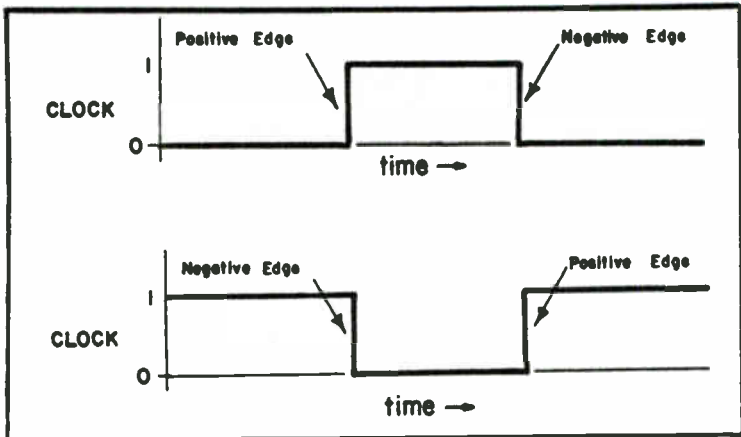 Positive Edge
Negative Edge
1
CLOCK
0
time →
Negative Edge
Positive Edge
1
CLOCK
0
time →